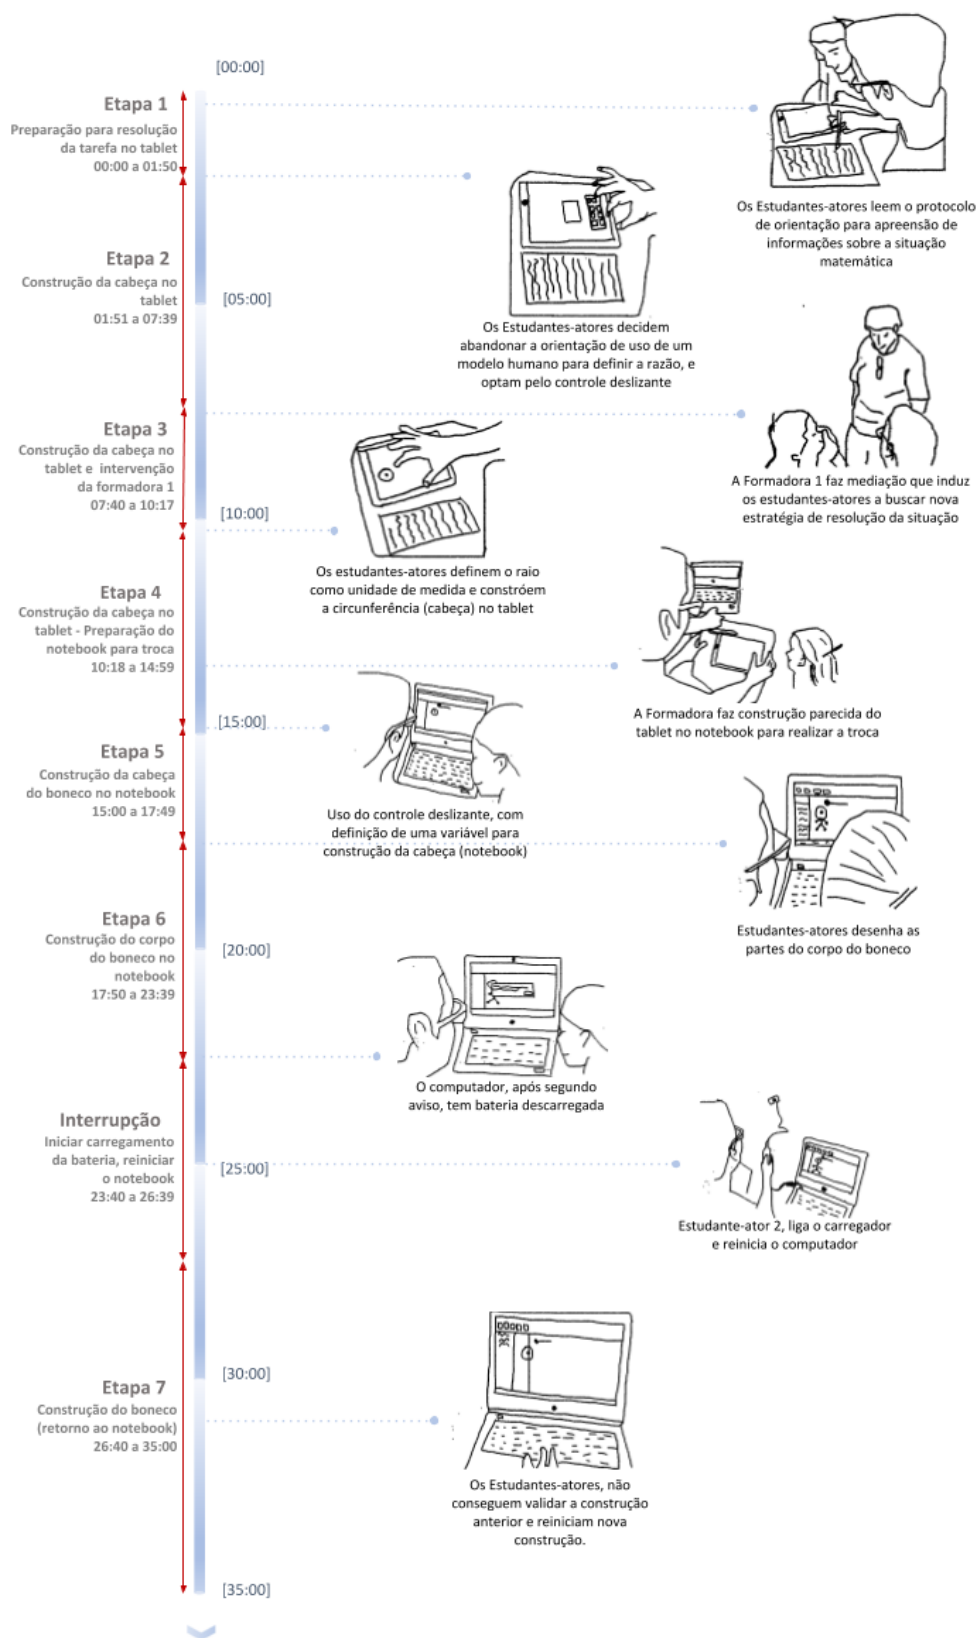 [00:00]
Etapa 1
Preparação para resolução
da tarefa no tablet
00:00 a 01:50
Os Estudantes-atores leem o protocolo
de orientação para apreensão de
informações sobre a situação
matemática
Etapa 2
Construção da cabeça no
tablet
01:51 a 07:39
[05:00]
Os Estudantes-atores decidem
abandonar a orientação de uso de um
modelo humano para definir a razão, e
optam pelo controle deslizante
Etapa 3
Construção da cabeça no
tablet e intervenção
da formadora 1
07:40 a 10:17
A Formadora 1 faz mediação que induz
os estudantes-atores a buscar nova
estratégia de resolução da situação
[10:00]
Os estudantes-atores definem o raio
como unidade de medida e constróem
a circunferência (cabeça) no tablet
Etapa 4
Construção da cabeça no
tablet - Preparação do
notebook para troca
10:18 a 14:59
A Formadora faz construção parecida do
tablet no notebook para realizar a troca
[15:00]
Etapa 5
Construção da cabeça
do boneco no notebook
15:00 a 17:49
Uso do controle deslizante, com
definição de uma variável para
construção da cabeça (notebook)
Etapa 6
Construção do corpo
do boneco no
notebook
17:50 a 23:39
Estudantes-atores desenha as
partes do corpo do boneco
[20:00]
O computador, após segundo
aviso, tem bateria descarregada
Interrupção
Iniciar carregamento
da bateria, reiniciar
o notebook
23:40 a 26:39
[25:00]
Estudante-ator 2, liga o carregador
e reinicia o computador
[30:00]
Etapa 7
Construção do boneco
(retorno ao notebook)
26:40 a 35:00
Os Estudantes-atores, não
conseguem validar a construção
anterior e reiniciam nova
construção.
[35:00]